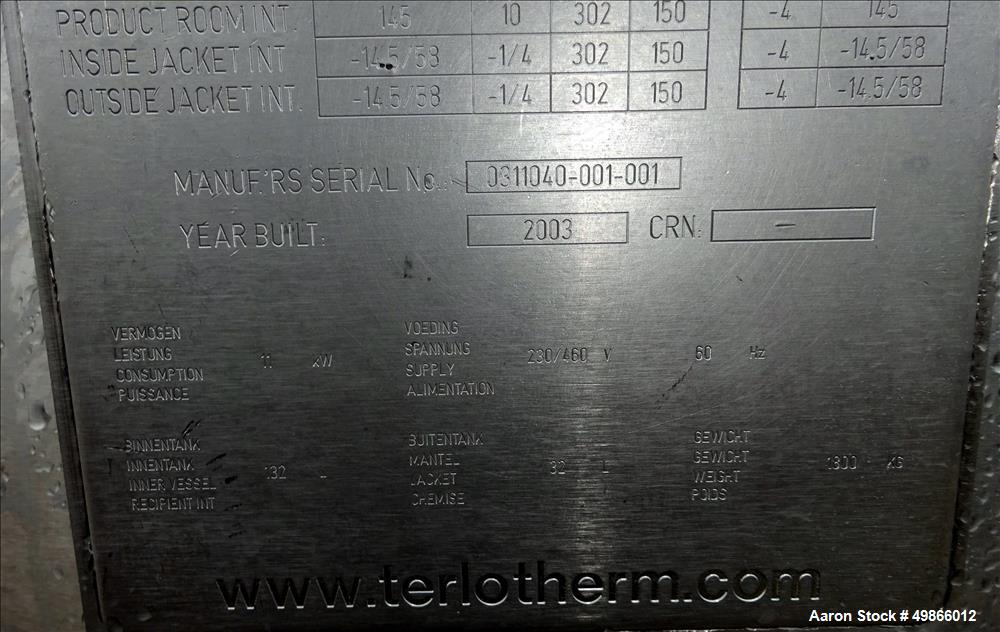 PRODUCT ROOM INT. 145 10 302 150 -4 145
INSIDE JACKET INT -14.5/58 -1/4 302 150 -4 -14.5/58
OUTSIDE JACKET INT. -14.5/58 -1/4 302 150 -4 -14.5/58
MANUF.'RS SERIAL No.: 0311040-001-001
YEAR BUILT: 2003 CRN: –
VERMOGEN
LEISTUNG
CONSUMPTION
PUISSANCE
11 KW
VOEDING
SPANNUNG
SUPPLY
ALIMENTATION
230/460 V 60 Hz
BINNENTANK
INNENTANK
INNER VESSEL
RECIPIENT INT
132 L
BUITENTANK
MANTEL
JACKET
CHEMISE
32 L
GEWICHT
GEWICHT
WEIGHT
POIDS
1300 KG
www.terlotherm.com
Aaron Stock # 49866012